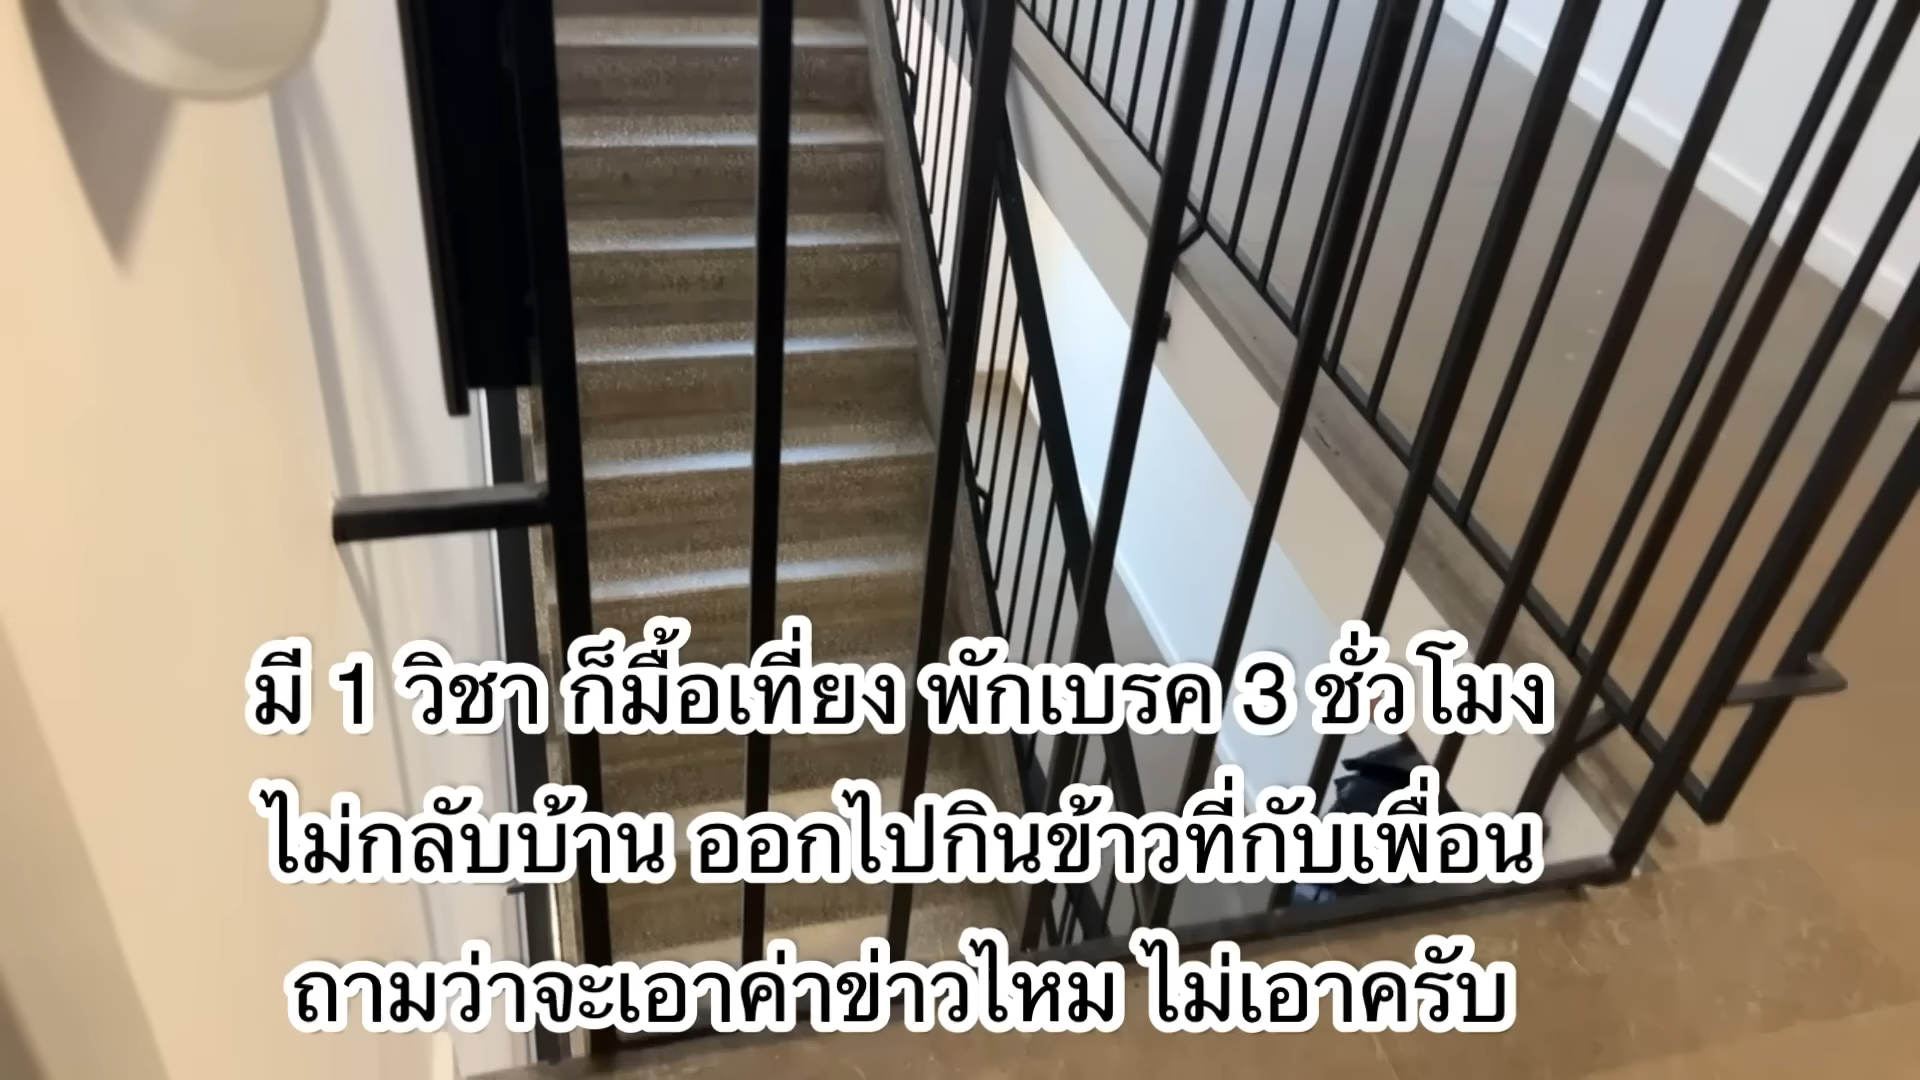 มี 1 วิชา ก็มื้อเที่ยง พักเบรค 3 ชั่วโมง
ไม่กลับบ้าน ออกไปกินข้าวที่กับเพื่อน
ถามว่าจะเอาค่าข่าวไหม ไม่เอาครับ